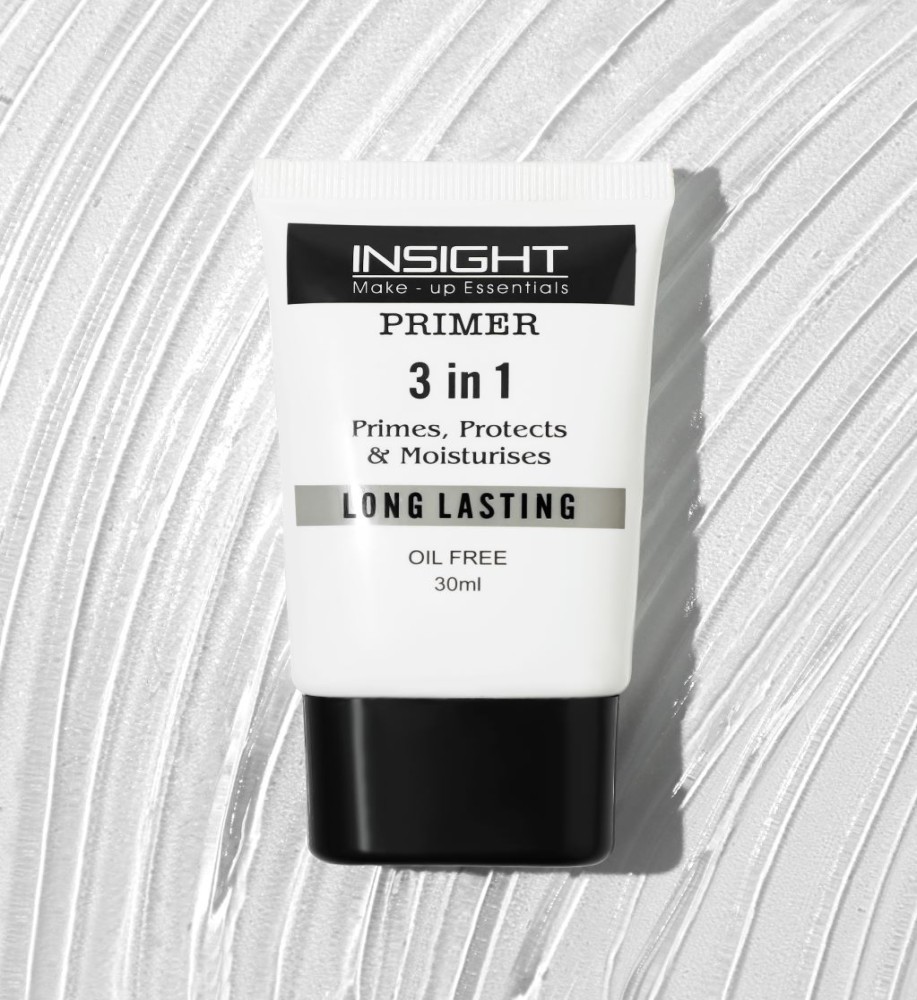 INSIGHT
Make - up Essentials
PRIMER
3 in 1
Primes, Protects
& Moisturises
LONG LASTING
OIL FREE
30ml